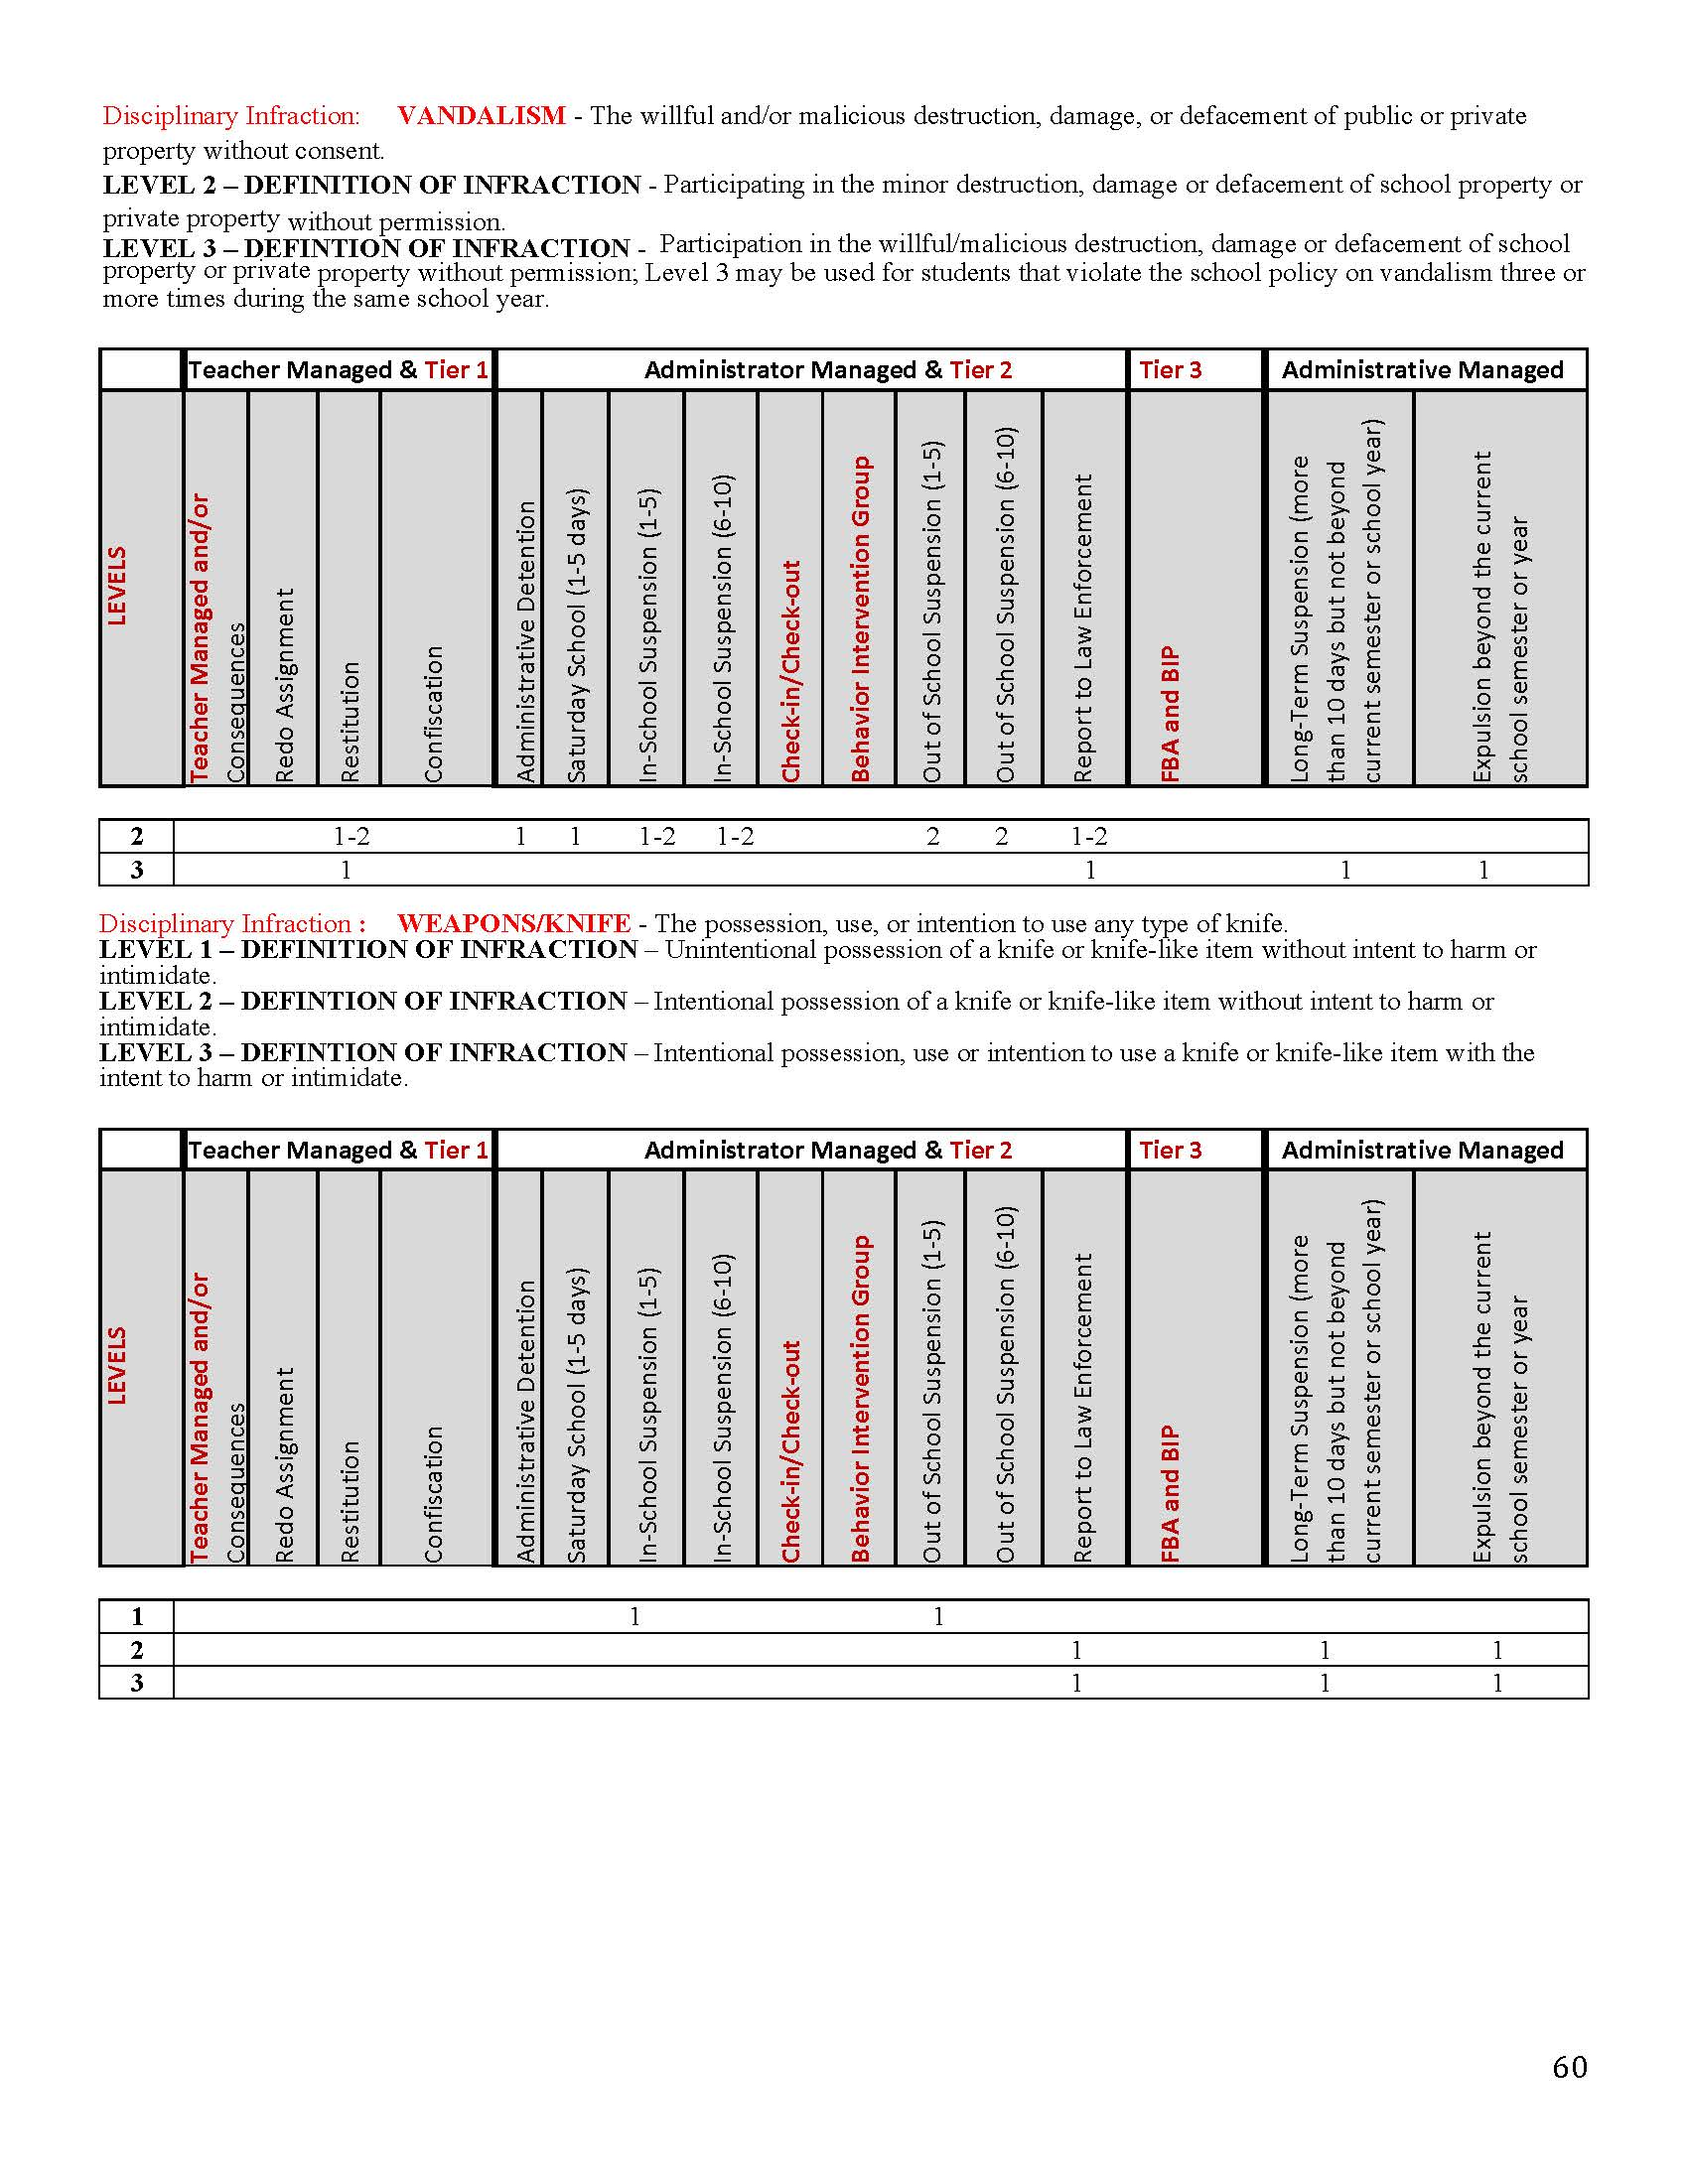 Disciplinary Infraction: VANDALISM - The willful and/or malicious destruction, damage, or defacement of public or private
property without consent.
LEVEL 2 – DEFINITION OF INFRACTION - Participating in the minor destruction, damage or defacement of school property or
private property without permission.
LEVEL 3 – DEFINTION OF INFRACTION - Participation in the willful/malicious destruction, damage or defacement of school
property or private property without permission; Level 3 may be used for students that violate the school policy on vandalism three or
more times during the same school year.
Teacher Managed & Tier 1 Administrator Managed & Tier 2 Tier 3 Administrative Managed
LEVELS
Teacher Managed and/or
Consequences
Redo Assignment
Restitution
Confiscation
Administrative Detention
Saturday School (1-5 days)
In-School Suspension (1-5)
In-School Suspension (6-10)
Check-in/Check-out
Behavior Intervention Group
Out of School Suspension (1-5)
Out of School Suspension (6-10)
Report to Law Enforcement
FBA and BIP
Long-Term Suspension (more
than 10 days but not beyond
current semester or school year)
Expulsion beyond the current
school semester or year
2 1-2 1 1 1-2 1-2 2 2 1-2
3 1 1 1 1
Disciplinary Infraction : WEAPONS/KNIFE - The possession, use, or intention to use any type of knife.
LEVEL 1 – DEFINITION OF INFRACTION – Unintentional possession of a knife or knife-like item without intent to harm or
intimidate.
LEVEL 2 – DEFINTION OF INFRACTION – Intentional possession of a knife or knife-like item without intent to harm or
intimidate.
LEVEL 3 – DEFINTION OF INFRACTION – Intentional possession, use or intention to use a knife or knife-like item with the
intent to harm or intimidate.
Teacher Managed & Tier 1 Administrator Managed & Tier 2 Tier 3 Administrative Managed
LEVELS
Teacher Managed and/or
Consequences
Redo Assignment
Restitution
Confiscation
Administrative Detention
Saturday School (1-5 days)
In-School Suspension (1-5)
In-School Suspension (6-10)
Check-in/Check-out
Behavior Intervention Group
Out of School Suspension (1-5)
Out of School Suspension (6-10)
Report to Law Enforcement
FBA and BIP
Long-Term Suspension (more
than 10 days but not beyond
current semester or school year)
Expulsion beyond the current
school semester or year
1 1 1
2 1 1 1
3 1 1 1
60